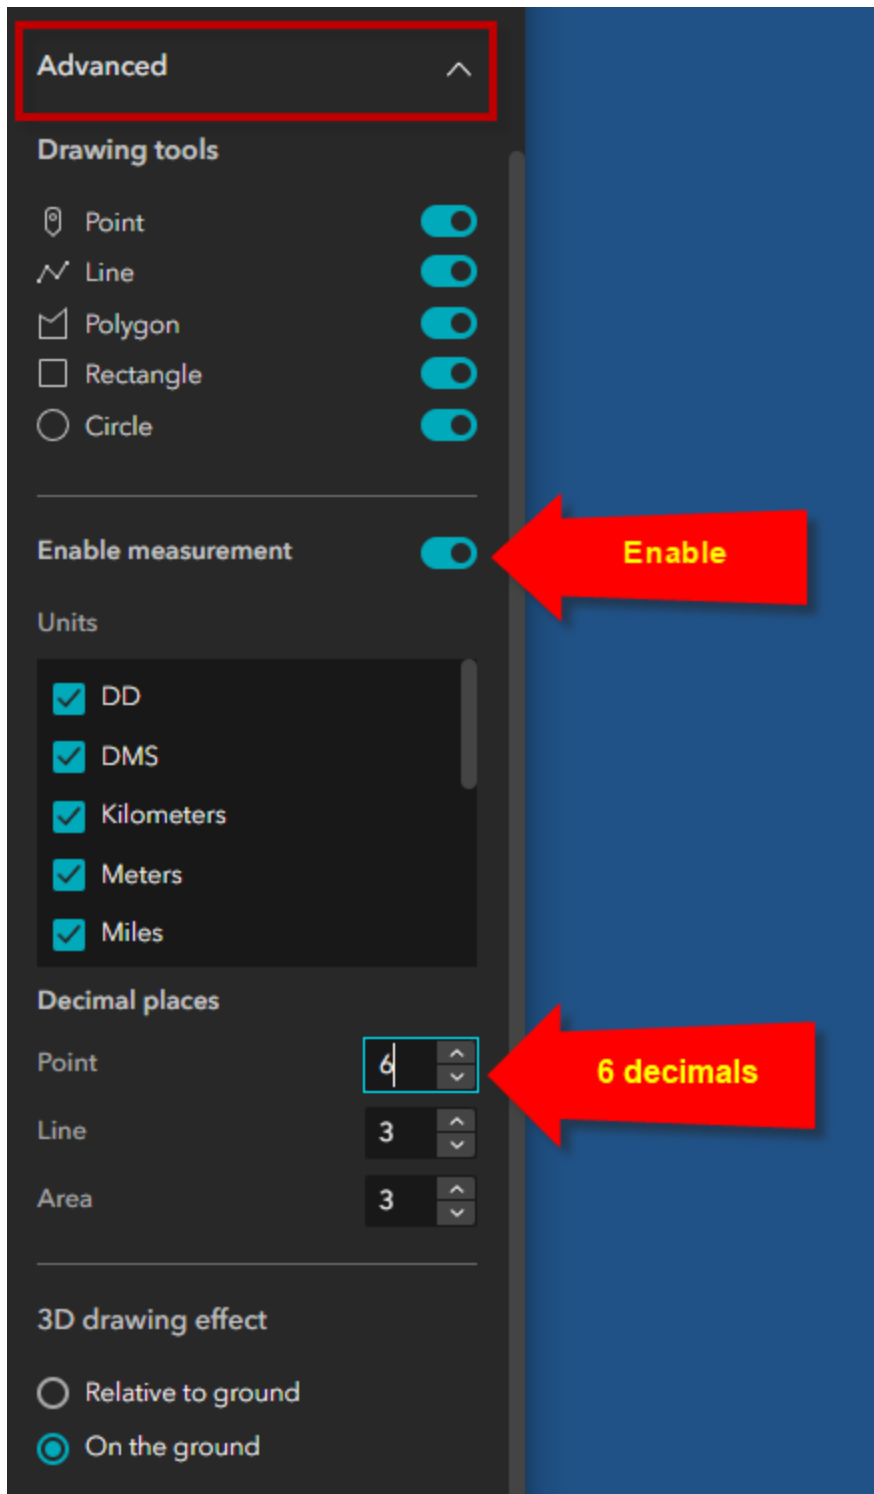 Advanced
Drawing tools
Point
Line
Polygon
Rectangle
Circle
Enable measurement
Enable
Units
DD
DMS
Kilometers
Meters
Miles
Decimal places
Point 6
6 decimals
Line 3
Area 3
3D drawing effect
Relative to ground
On the ground